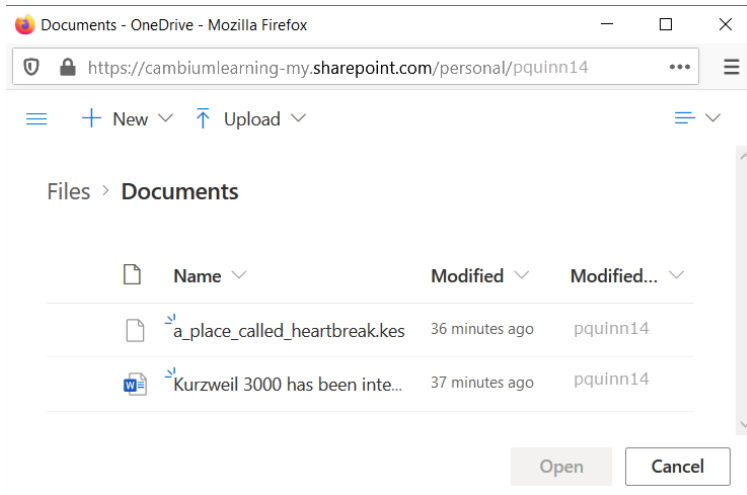 Documents - OneDrive - Mozilla Firefox
https://cambiumlearning-my.sharepoint.com/personal/pquinn14
New Upload
Files > Documents
Name Modified Modified...
a_place_called_heartbreak.kes 36 minutes ago pquinn14
Kurzweil 3000 has been inte... 37 minutes ago pquinn14
Open Cancel